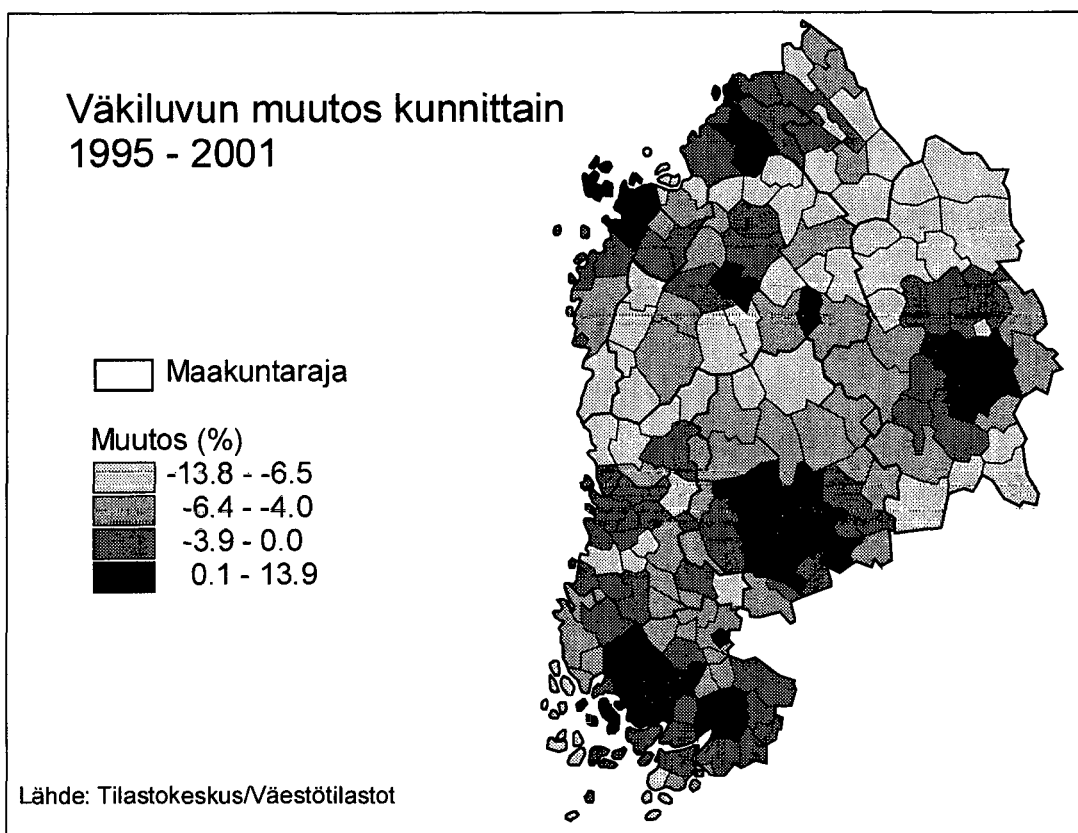 Väkiluvun muutos kunnittain
1995 - 2001
Maakuntaraja
Muutos (%)
-13.8 - -6.5
-6.4 - -4.0
-3.9 - 0.0
0.1 - 13.9
Lähde: Tilastokeskus/Väestötilastot